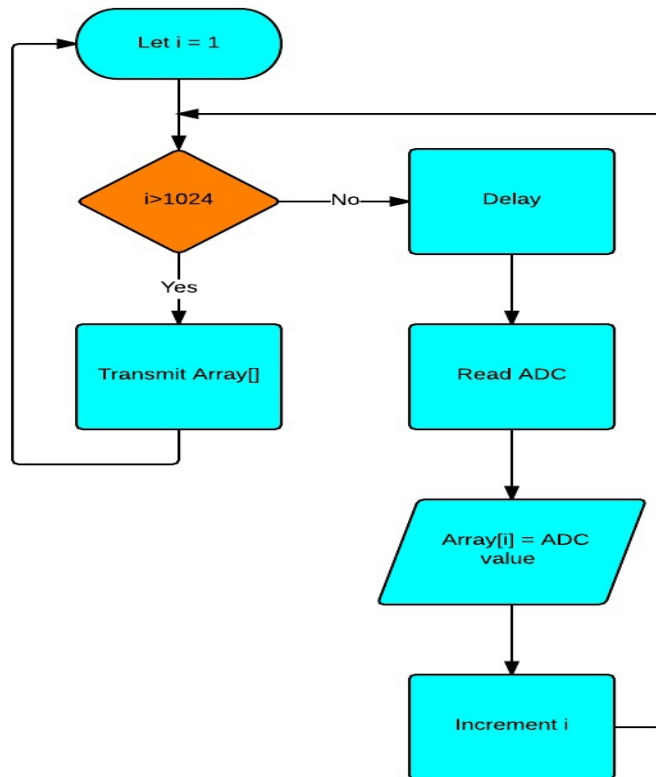 Let i = 1
i>1024
No
Delay
Yes
Transmit Array[]
Read ADC
Array[i] = ADC
value
Increment i